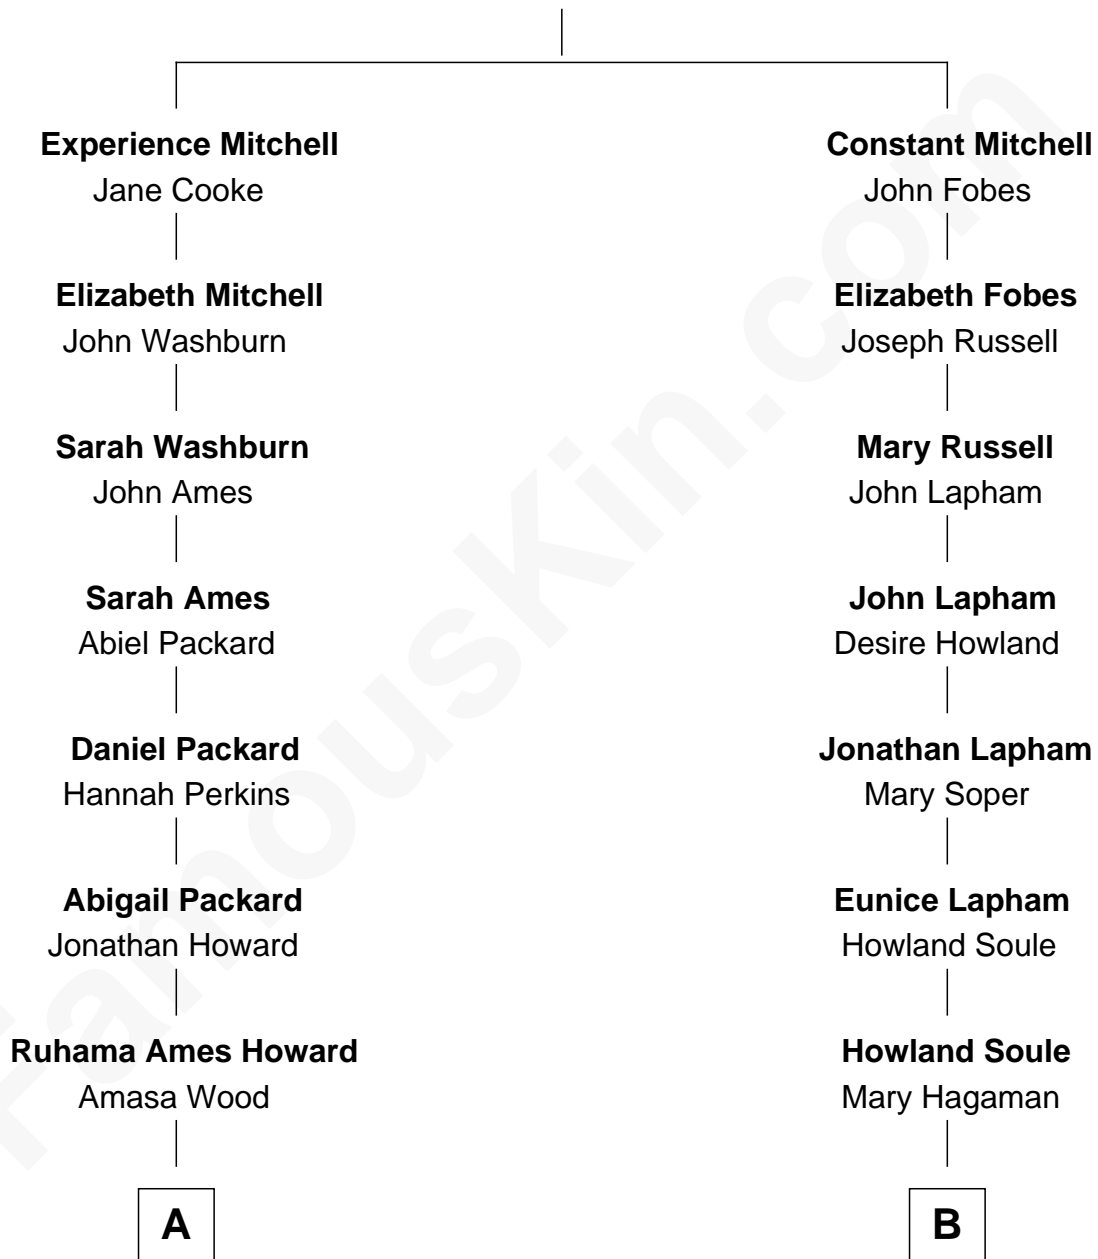 Experience Mitchell
Jane Cooke
Constant Mitchell
John Fobes
Elizabeth Mitchell
John Washburn
Elizabeth Fobes
Joseph Russell
Sarah Washburn
John Ames
Mary Russell
John Lapham
Sarah Ames
Abiel Packard
John Lapham
Desire Howland
Daniel Packard
Hannah Perkins
Jonathan Lapham
Mary Soper
Abigail Packard
Jonathan Howard
Eunice Lapham
Howland Soule
Ruhama Ames Howard
Amasa Wood
Howland Soule
Mary Hagaman
A
B
FamousKin.com